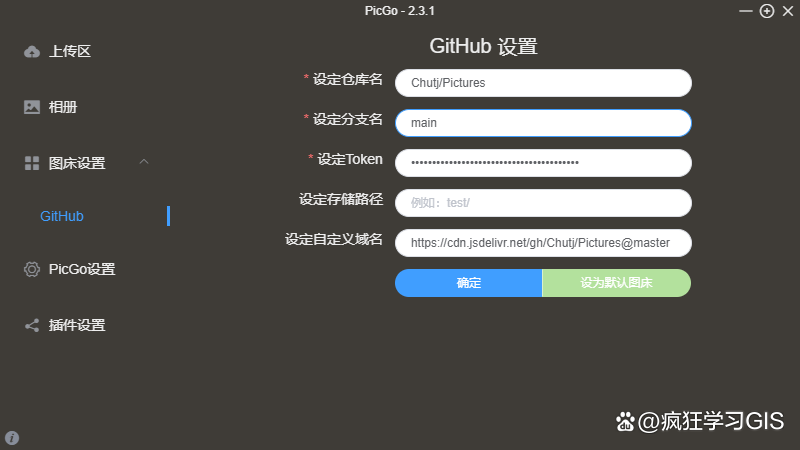 PicGo - 2.3.1
上传区
相册
图床设置
GitHub
PicGo设置
插件设置
GitHub 设置
* 设定仓库名 Chutj/Pictures
* 设定分支名 main
* 设定Token ••••••••••••••••••••••••••••••••••••••••
设定存储路径 例如：test/
设定自定义域名 https://cdn.jsdelivr.net/gh/Chutj/Pictures@master
确定 设为默认图床
du @疯狂学习GIS